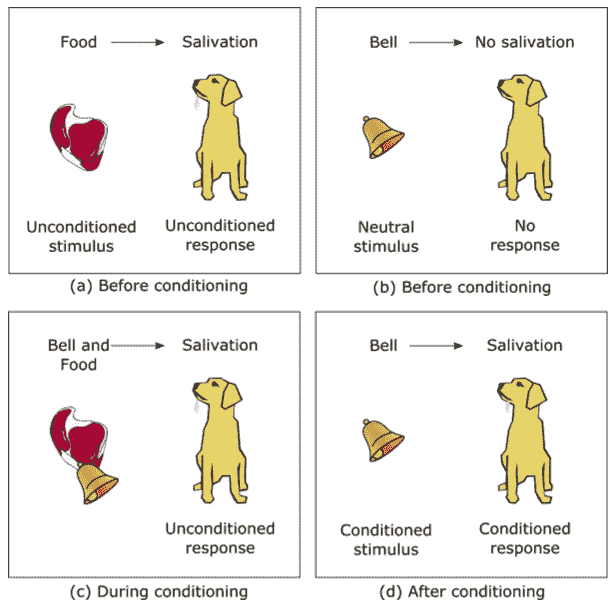 Food Salivation
Unconditioned
stimulus
Unconditioned
response
(a) Before conditioning
Bell No salivation
Neutral
stimulus
No
response
(b) Before conditioning
Bell and
Food
Salivation
Unconditioned
response
(c) During conditioning
Bell Salivation
Conditioned
stimulus
Conditioned
response
(d) After conditioning